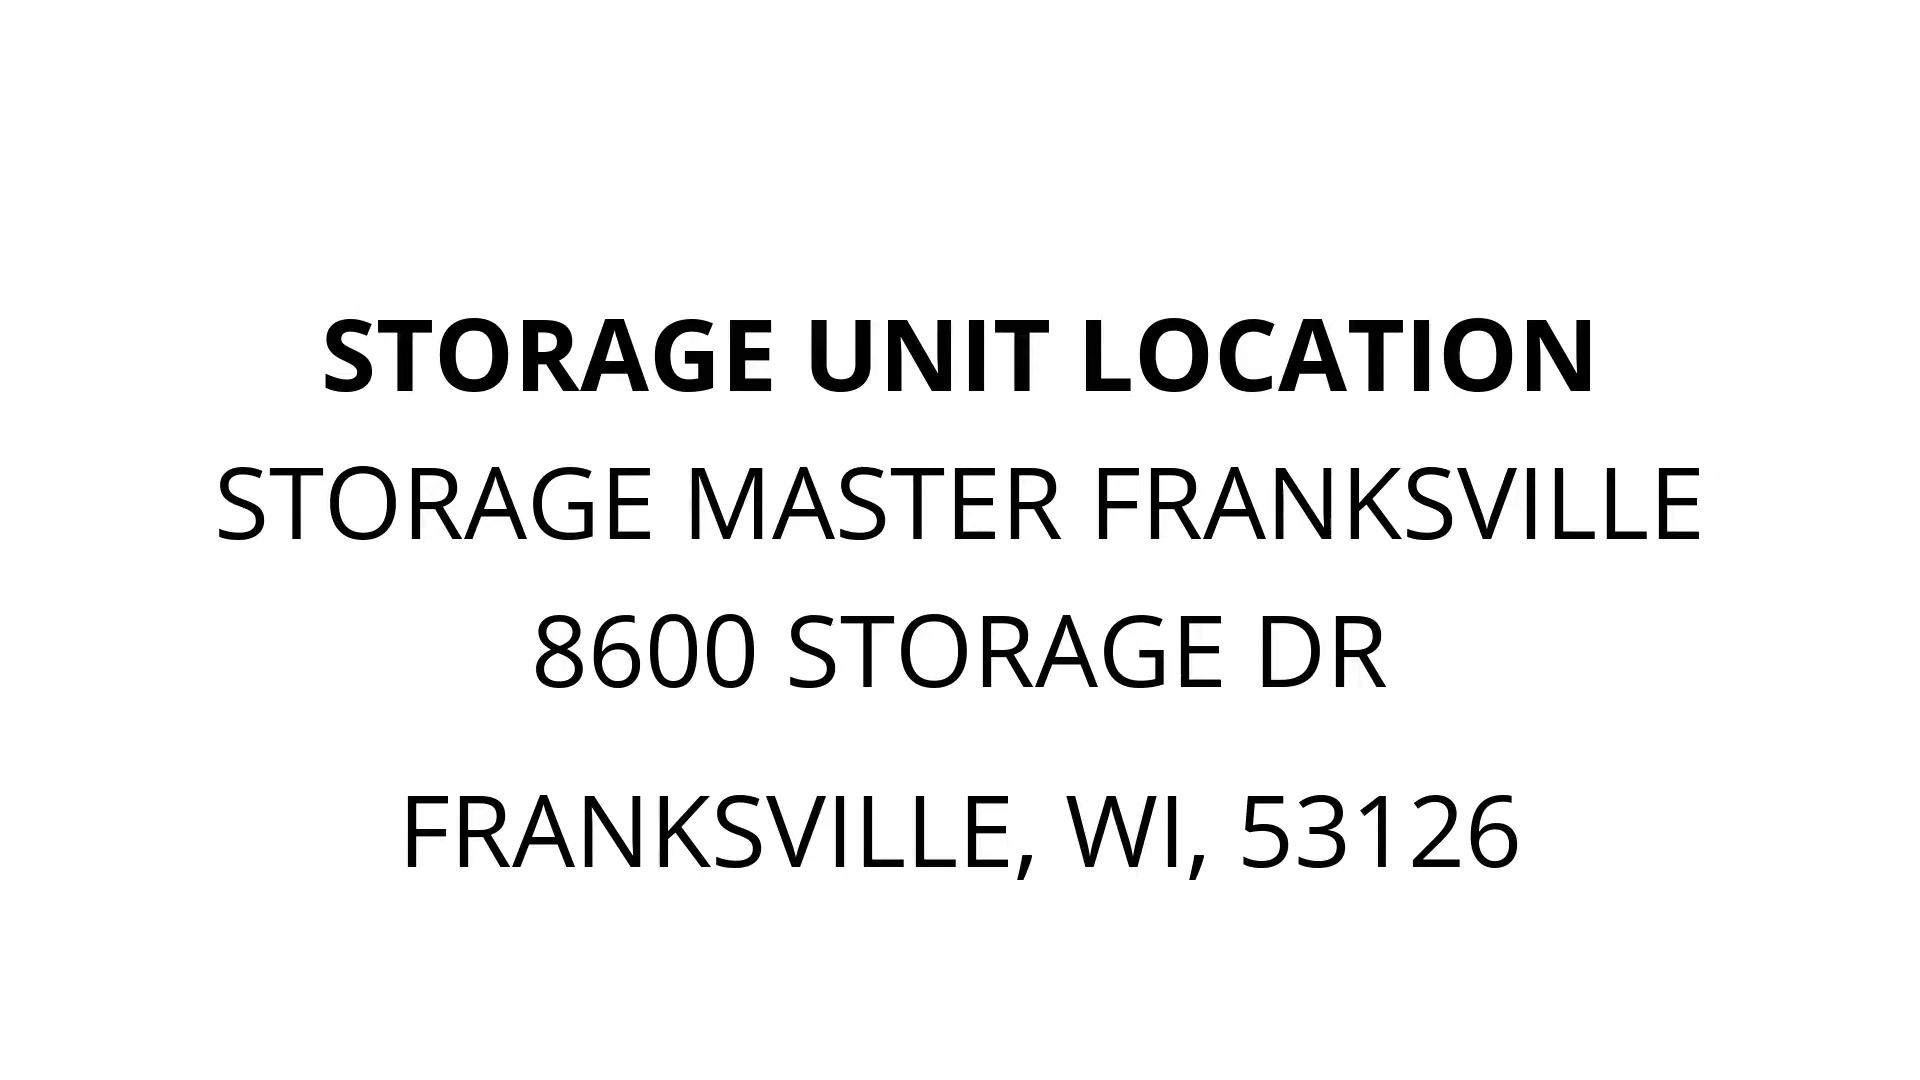 STORAGE UNIT LOCATION
STORAGE MASTER FRANKSVILLE
8600 STORAGE DR
FRANKSVILLE, WI, 53126